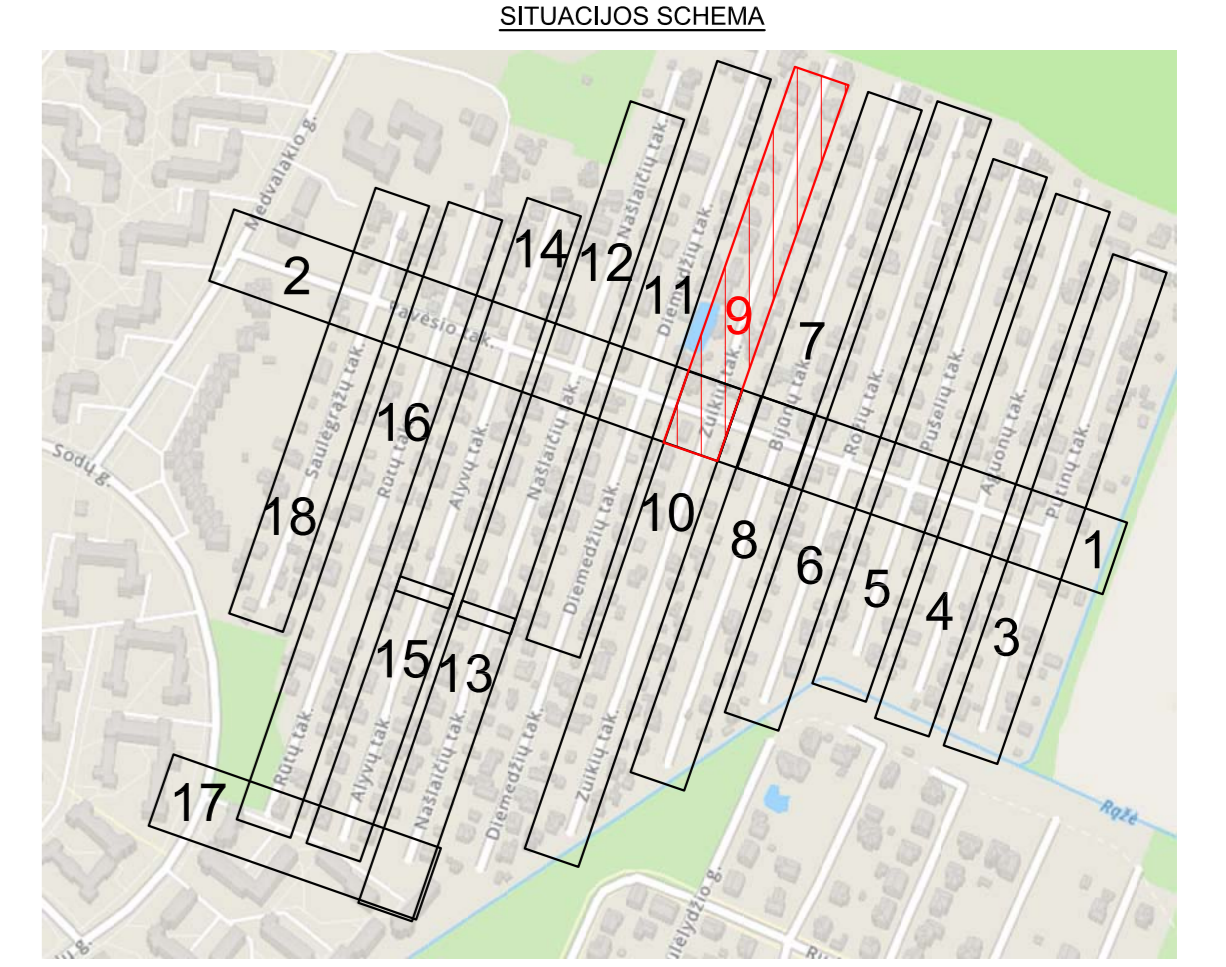 SITUACIJOS SCHEMA
Medvalakio g.
Našlaičių tak.
Diemedžių tak.
14
12
2
11
9
7
Pavėsio tak.
Zuikių tak.
Bijūnų tak.
Rožių tak.
Pušelių tak.
Aguonų tak.
Putinų tak.
Saulėgrąžų tak.
16
Rūtų tak.
Alyvų tak.
Našlaičių tak.
Diemedžių tak.
Sodų g.
18
10
8
6
5
4
3
1
15
13
Rūtų tak.
Alyvų tak.
Našlaičių tak.
Diemedžių tak.
Zuikių tak.
17
Rąžė